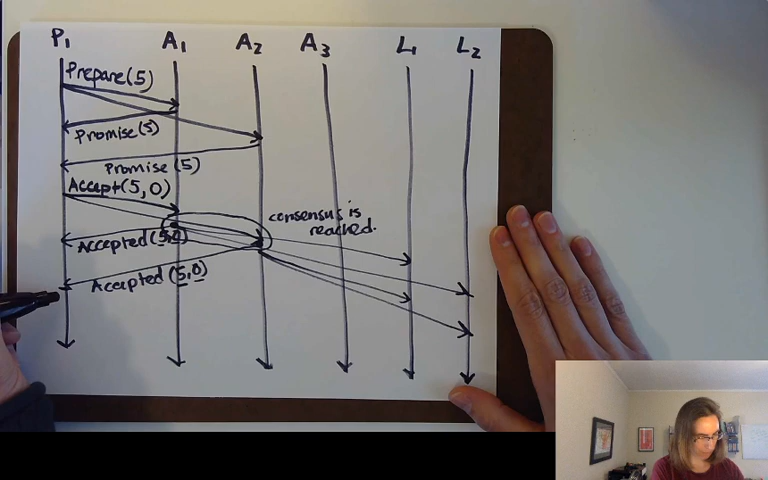 P1 A1 A2 A3 L1 L2
Prepare(5)
Promise(5)
Promise(5)
Accept(5,0)
consensus is
reached.
Accepted(5,0)
Accepted(5,0)